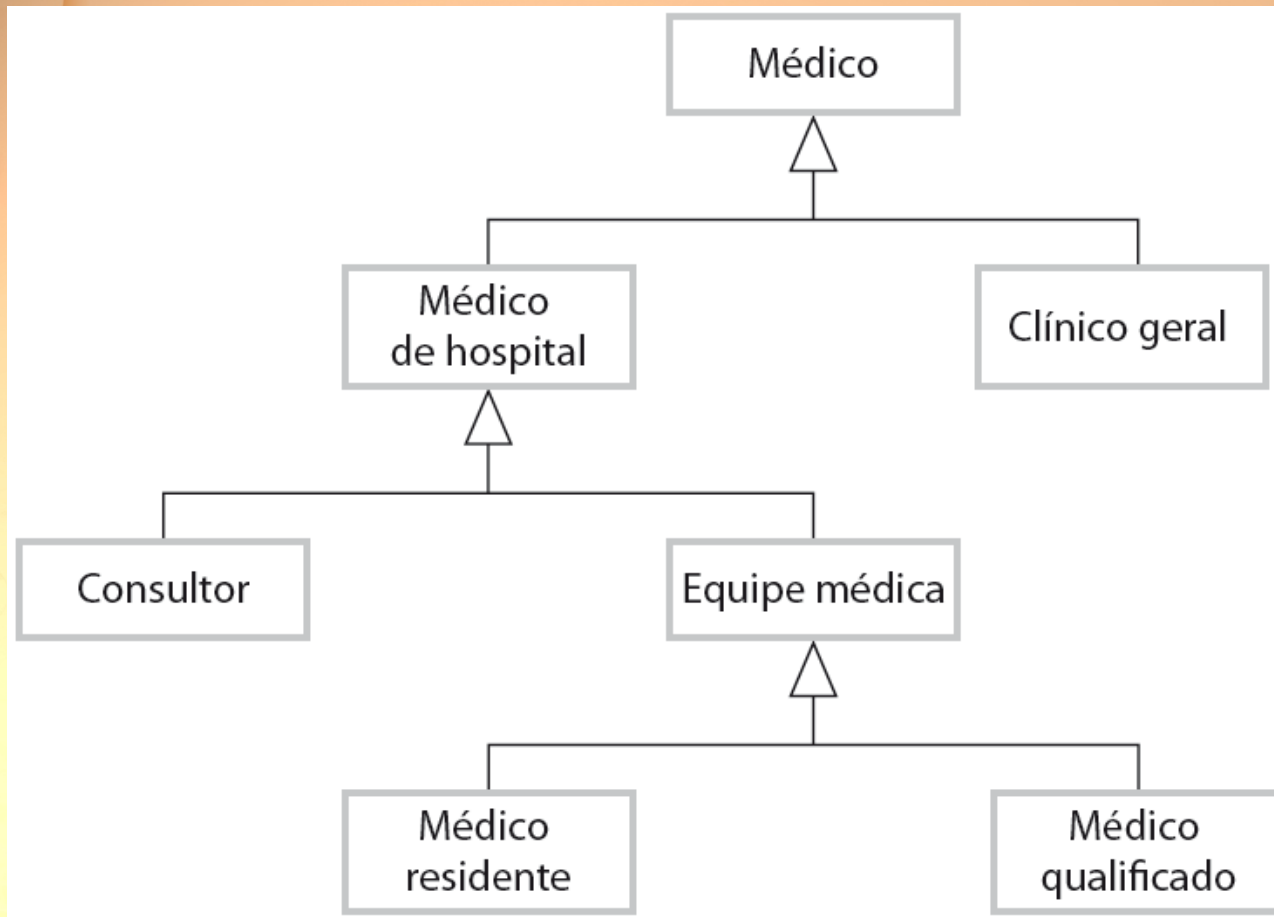 Médico
Médico
de hospital
Clínico geral
Consultor
Equipe médica
Médico
residente
Médico
qualificado